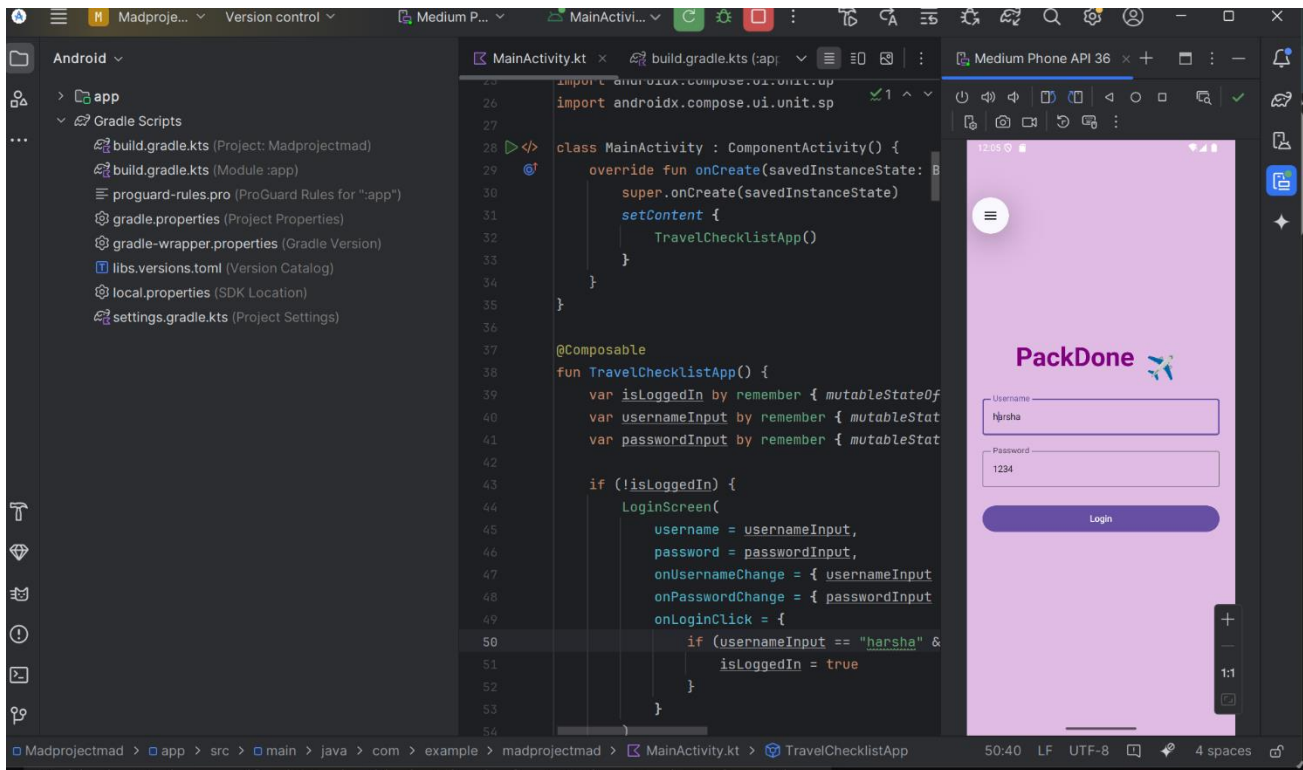 M Madproje... Version control Medium P... MainActivi...
Android
app
Gradle Scripts
build.gradle.kts (Project: Madprojectmad)
build.gradle.kts (Module :app)
proguard-rules.pro (ProGuard Rules for ":app")
gradle.properties (Project Properties)
gradle-wrapper.properties (Gradle Version)
libs.versions.toml (Version Catalog)
local.properties (SDK Location)
settings.gradle.kts (Project Settings)
MainActivity.kt build.gradle.kts (:app
25 import androidx.compose.ui.unit.dp
26 import androidx.compose.ui.unit.sp 1
27
28 class MainActivity : ComponentActivity() {
29 override fun onCreate(savedInstanceState: B
30 super.onCreate(savedInstanceState)
31 setContent {
32 TravelChecklistApp()
33 }
34 }
35 }
36
37 @Composable
38 fun TravelChecklistApp() {
39 var isLoggedIn by remember { mutableStateOf
40 var usernameInput by remember { mutableStat
41 var passwordInput by remember { mutableStat
42
43 if (!isLoggedIn) {
44 LoginScreen(
45 username = usernameInput,
46 password = passwordInput,
47 onUsernameChange = { usernameInput
48 onPasswordChange = { passwordInput
49 onLoginClick = {
50 if (usernameInput == "harsha" &
51 isLoggedIn = true
52 }
53 }
54 )
Medium Phone API 36
12:05
PackDone
Username
harsha
Password
1234
Login
1:1
Madprojectmad > app > src > main > java > com > example > madprojectmad > MainActivity.kt > TravelChecklistApp 50:40 LF UTF-8 4 spaces